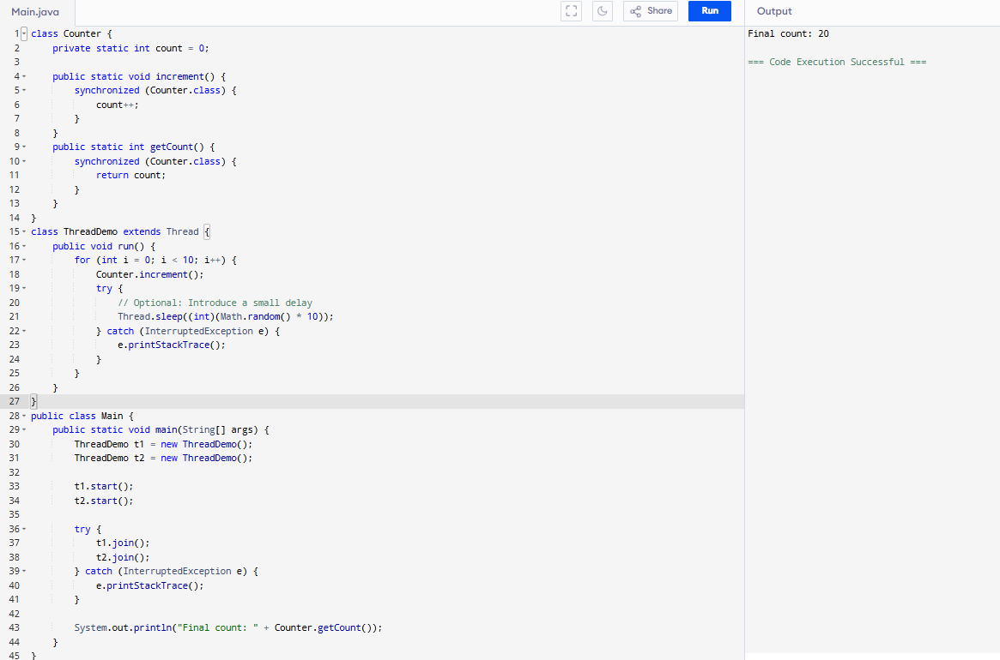 Main.java
Share
Run
Output
1 class Counter {
2     private static int count = 0;
3
4     public static void increment() {
5         synchronized (Counter.class) {
6             count++;
7         }
8     }
9     public static int getCount() {
10         synchronized (Counter.class) {
11             return count;
12         }
13     }
14 }
15 class ThreadDemo extends Thread {
16     public void run() {
17         for (int i = 0; i < 10; i++) {
18             Counter.increment();
19             try {
20                 // Optional: Introduce a small delay
21                 Thread.sleep((int)(Math.random() * 10));
22             } catch (InterruptedException e) {
23                 e.printStackTrace();
24             }
25         }
26     }
27 }
28 public class Main {
29     public static void main(String[] args) {
30         ThreadDemo t1 = new ThreadDemo();
31         ThreadDemo t2 = new ThreadDemo();
32
33         t1.start();
34         t2.start();
35
36         try {
37             t1.join();
38             t2.join();
39         } catch (InterruptedException e) {
40             e.printStackTrace();
41         }
42
43         System.out.println("Final count: " + Counter.getCount());
44     }
45 }
Final count: 20
=== Code Execution Successful ===